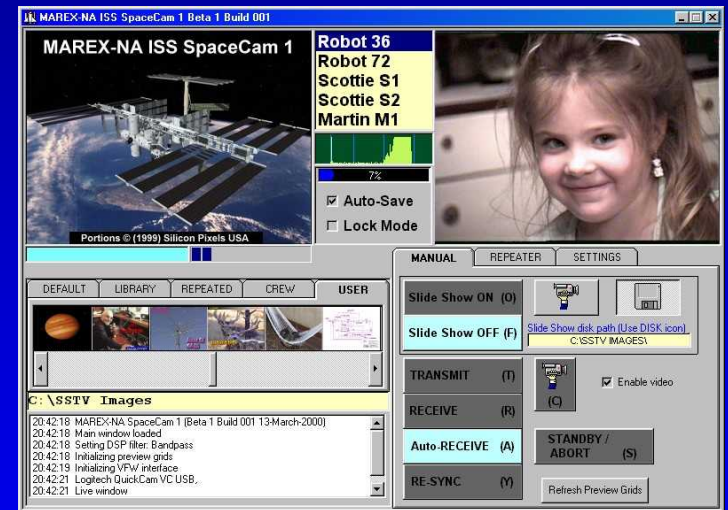 MAREX-NA ISS SpaceCam 1 Beta 1 Build 001
MAREX-NA ISS SpaceCam 1
Portions © (1999) Silicon Pixels USA
Robot 36
Robot 72
Scottie S1
Scottie S2
Martin M1
7%
Auto-Save
Lock Mode
DEFAULT
LIBRARY
REPEATED
CREW
USER
C:\SSTV Images
20:42:18 MAREX-NA SpaceCam 1 (Beta 1 Build 001 13-March-2000)
20:42:18 Main window loaded
20:42:18 Setting DSP filter: Bandpass
20:42:18 Initializing preview grids
20:42:19 Initializing VFW interface
20:42:21 Logitech QuickCam VC USB,
20:42:21 Live window
MANUAL
REPEATER
SETTINGS
Slide Show ON (O)
Slide Show OFF (F)
Slide Show disk path (Use DISK icon)
C:\SSTV IMAGES\
TRANSMIT (T)
RECEIVE (R)
Auto-RECEIVE (A)
RE-SYNC (Y)
(C)
Enable video
STANDBY /
ABORT (S)
Refresh Preview Grids